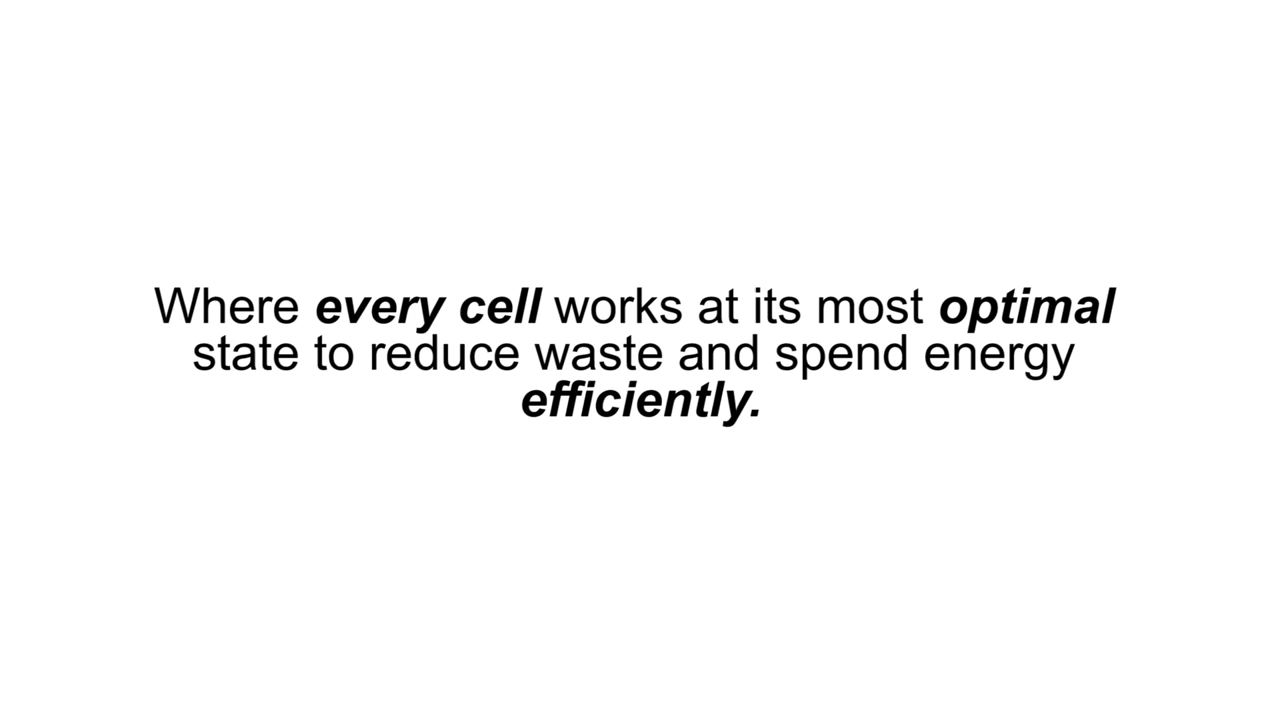 Where every cell works at its most optimal
state to reduce waste and spend energy
efficiently.